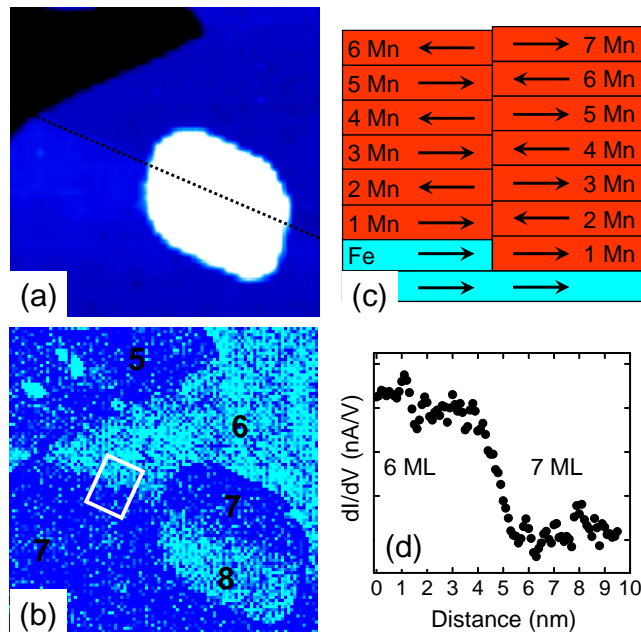 (a)
6 Mn
7 Mn
5 Mn
6 Mn
4 Mn
5 Mn
3 Mn
4 Mn
2 Mn
3 Mn
1 Mn
2 Mn
Fe
1 Mn
(c)
5
6
7
7
8
(b)
dI/dV (nA/V)
6 ML
7 ML
(d)
0 1 2 3 4 5 6 7 8 9 10
Distance (nm)